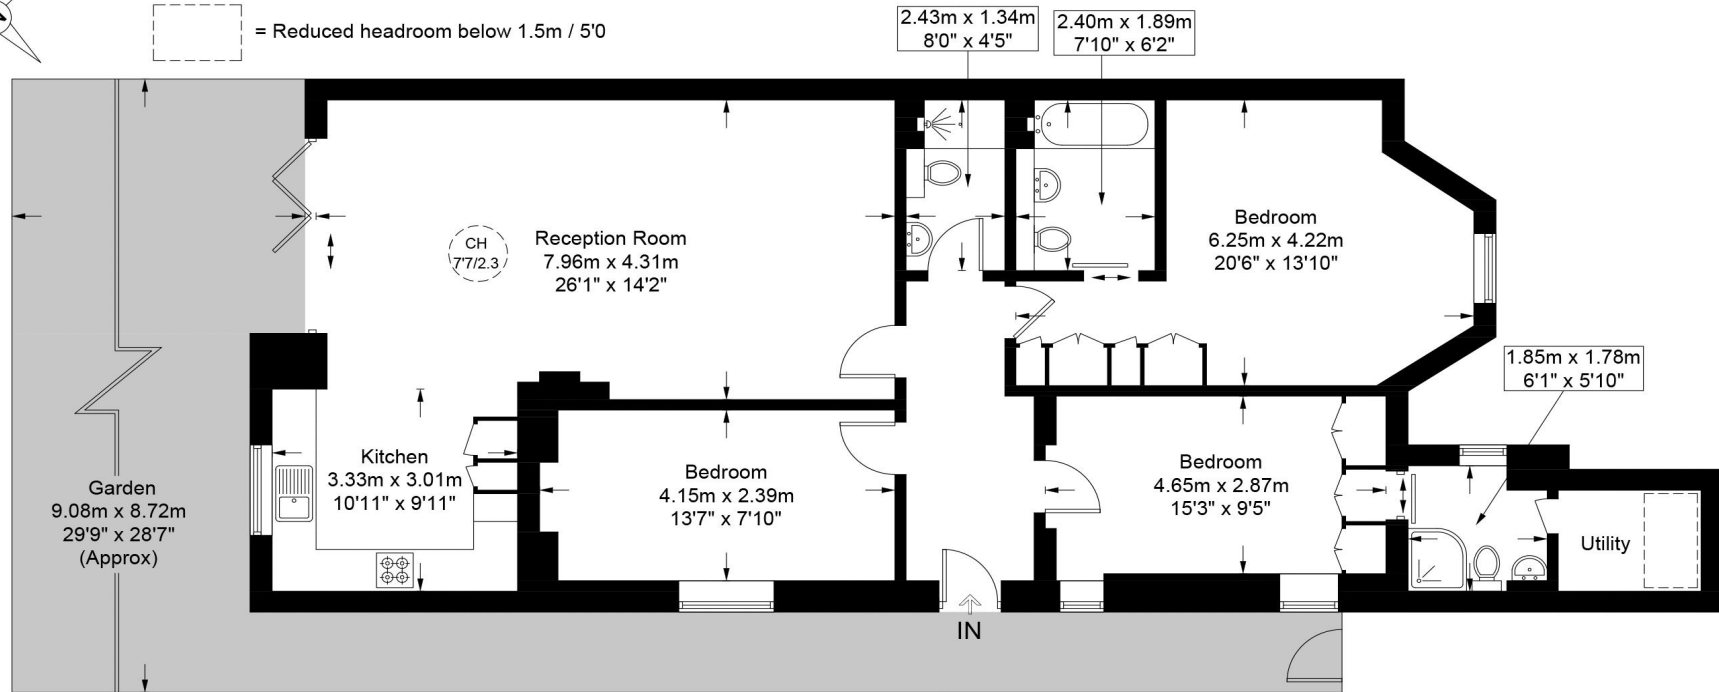 = Reduced headroom below 1.5m / 5'0
2.43m x 1.34m
8'0" x 4'5"
2.40m x 1.89m
7'10" x 6'2"
CH
7'7/2.3
Reception Room
7.96m x 4.31m
26'1" x 14'2"
Bedroom
6.25m x 4.22m
20'6" x 13'10"
1.85m x 1.78m
6'1" x 5'10"
Garden
9.08m x 8.72m
29'9" x 28'7"
(Approx)
Kitchen
3.33m x 3.01m
10'11" x 9'11"
Bedroom
4.15m x 2.39m
13'7" x 7'10"
Bedroom
4.65m x 2.87m
15'3" x 9'5"
Utility
IN